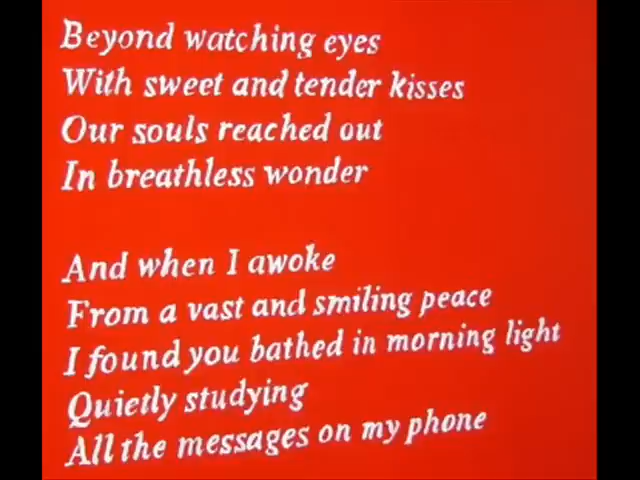 Beyond watching eyes
With sweet and tender kisses
Our souls reached out
In breathless wonder
And when I awoke
From a vast and smiling peace
I found you bathed in morning light
Quietly studying
All the messages on my phone